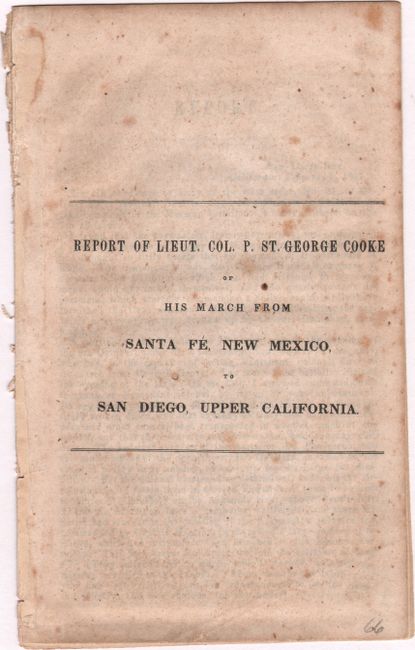 REPORT OF LIEUT. COL. P. ST. GEORGE COOKE
OF
HIS MARCH FROM
SANTA FÉ, NEW MEXICO,
TO
SAN DIEGO, UPPER CALIFORNIA.
66